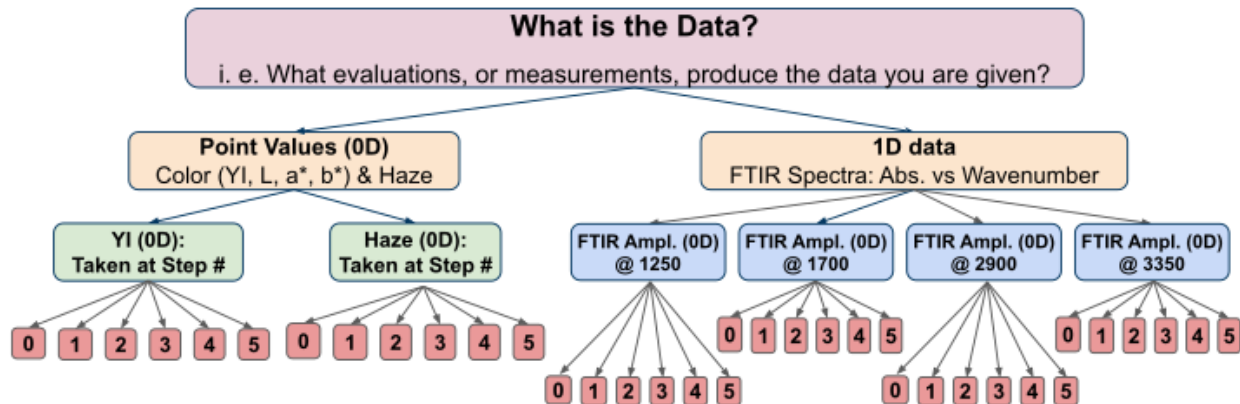 What is the Data?
i. e. What evaluations, or measurements, produce the data you are given?
Point Values (0D)
Color (YI, L, a*, b*) & Haze
1D data
FTIR Spectra: Abs. vs Wavenumber
YI (0D):
Taken at Step #
Haze (0D):
Taken at Step #
FTIR Ampl. (0D)
@ 1250
FTIR Ampl. (0D)
@ 1700
FTIR Ampl. (0D)
@ 2900
FTIR Ampl. (0D)
@ 3350
0 1 2 3 4 5
0 1 2 3 4 5
0 1 2 3 4 5
0 1 2 3 4 5
0 1 2 3 4 5
0 1 2 3 4 5